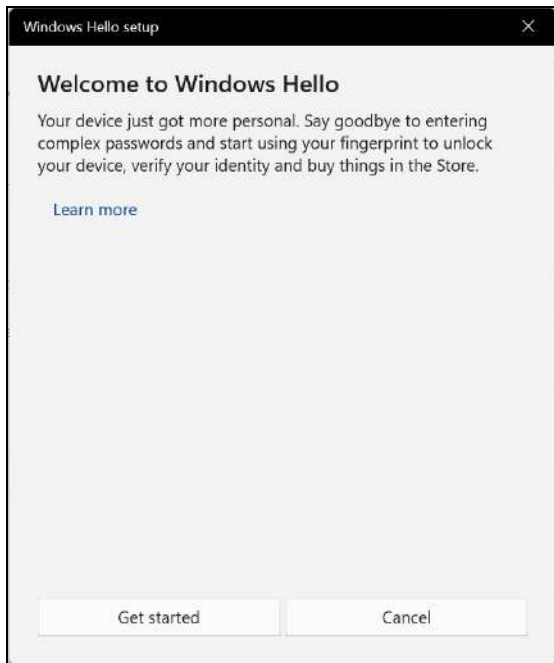 Windows Hello setup
Welcome to Windows Hello
Your device just got more personal. Say goodbye to entering
complex passwords and start using your fingerprint to unlock
your device, verify your identity and buy things in the Store.
Learn more
Get started
Cancel